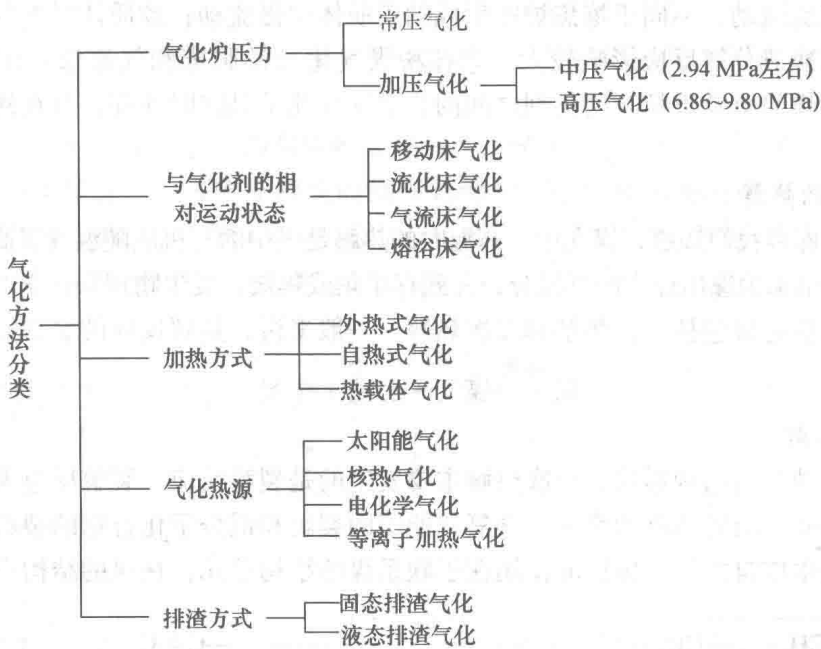 气化炉压力
常压气化
加压气化
中压气化（2.94 MPa左右）
高压气化（6.86~9.80 MPa）
与气化剂的相
对运动状态
移动床气化
流化床气化
气流床气化
熔浴床气化
气化方法分类
加热方式
外热式气化
自热式气化
热载体气化
气化热源
太阳能气化
核热气化
电化学气化
等离子加热气化
排渣方式
固态排渣气化
液态排渣气化